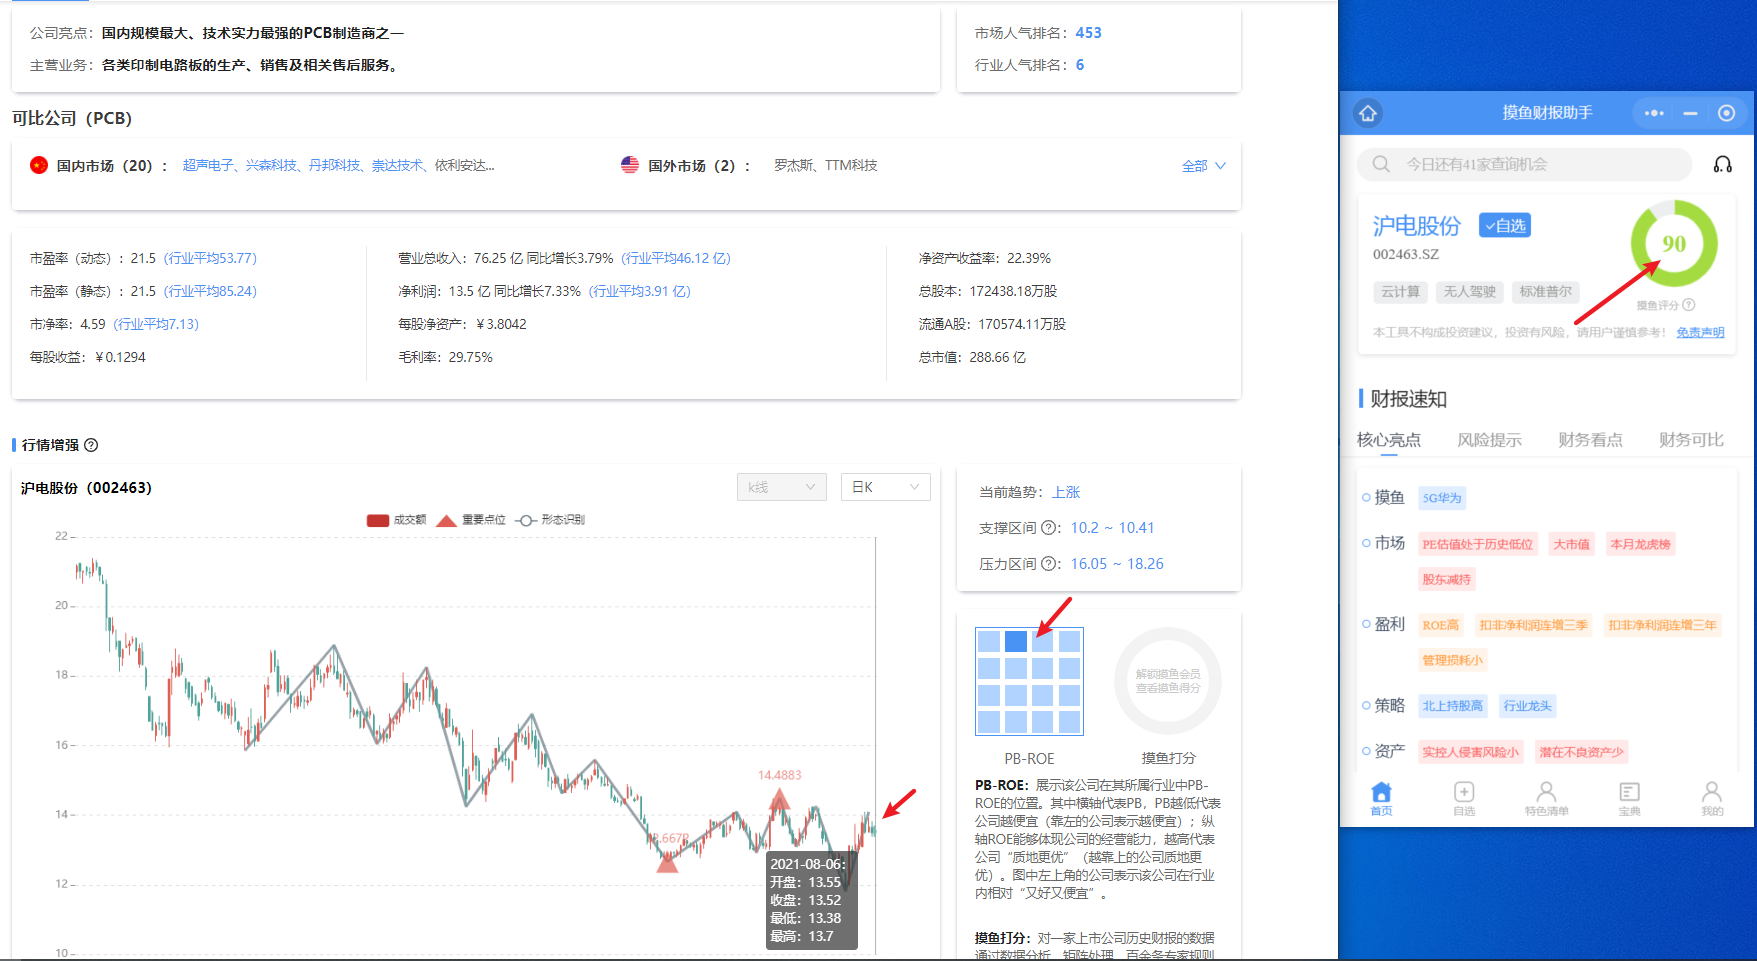 公司亮点：国内规模最大、技术实力最强的PCB制造商之一
主营业务：各类印制电路板的生产、销售及相关售后服务。
市场人气排名：453
行业人气排名：6
可比公司（PCB）
国内市场（20）： 超声电子、兴森科技、丹邦科技、崇达技术、依利安达...
国外市场（2）： 罗杰斯、TTM科技
全部
市盈率（动态）：21.5（行业平均53.77）
市盈率（静态）：21.5（行业平均85.24）
市净率：4.59（行业平均7.13）
每股收益：￥0.1294
营业总收入：76.25 亿 同比增长3.79%（行业平均46.12 亿）
净利润：13.5 亿 同比增长7.33%（行业平均3.91 亿）
每股净资产：￥3.8042
毛利率：29.75%
净资产收益率：22.39%
总股本：172438.18万股
流通A股：170574.11万股
总市值：288.66 亿
行情增强 ?
沪电股份（002463）
k线
日K
成交额 重要点位 形态识别
22
20
18
16
14
12
10
14.4883
2021-08-06：
开盘：13.55
收盘：13.52
最低：13.38
最高：13.7
当前趋势：上涨
支撑区间 ?：10.2 ~ 10.41
压力区间 ?：16.05 ~ 18.26
解锁摸鱼会员
查看摸鱼得分
PB-ROE
摸鱼打分
PB-ROE：展示该公司在其所属行业中PB-
ROE的位置。其中横轴代表PB，PB越低代表
公司越便宜（靠左的公司表示越便宜）；纵
轴ROE能够体现公司的经营能力，越高代表
公司“质地更优”（越靠上的公司质地更
优）。图中左上角的公司表示该公司在行业
内相对“又好又便宜”。
摸鱼打分：对一家上市公司历史财报的数据
通过数据分析、矩阵处理、百余条专家规则
摸鱼财报助手
今日还有41家查询机会
沪电股份
✓自选
002463.SZ
90
云计算 无人驾驶 标准普尔
摸鱼评分 ?
本工具不构成投资建议，投资有风险，请用户谨慎参考！ 免责声明
财报速知
核心亮点 风险提示 财务看点 财务可比
摸鱼 5G华为
市场 PE估值处于历史低位 大市值 本月龙虎榜
股东减持
盈利 ROE高 扣非净利润连增三季 扣非净利润连增三年
管理损耗小
策略 北上持股高 行业龙头
资产 实控人侵害风险小 潜在不良资产少
首页 自选 特色清单 宝典 我的